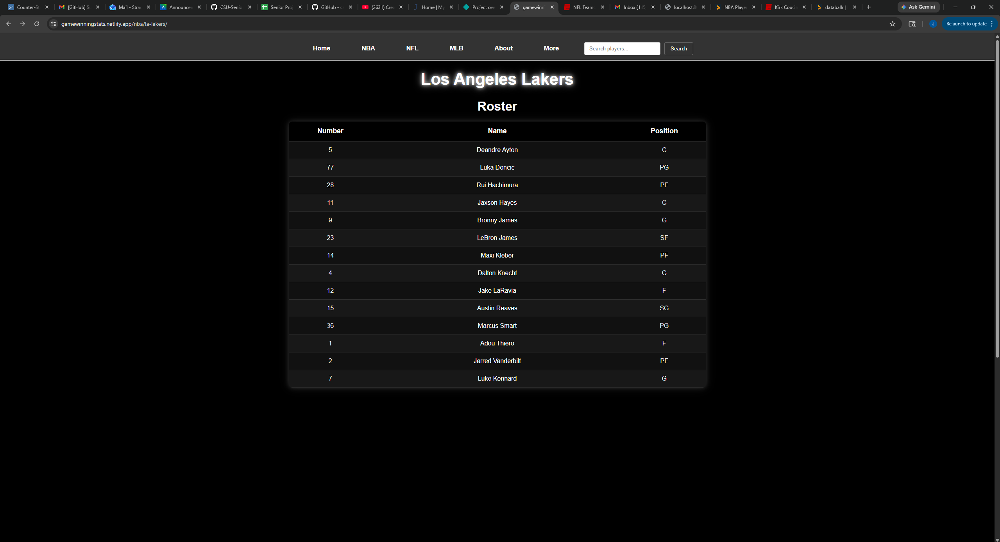 Counter-St [GitHub] Su Mail - Strac Announcen CSU-Senio Senior Proj GitHub - cs (2631) Crea Home | My Project ove gamewinni NFL Teams Inbox (115, localhost:8 NBA Player Kirk Cousin databallr | Ask Gemini
gamewinningstats.netlify.app/nba/la-lakers/ J Relaunch to update
Home NBA NFL MLB About More Search players... Search
Los Angeles Lakers
Roster
Number Name Position
5 Deandre Ayton C
77 Luka Doncic PG
28 Rui Hachimura PF
11 Jaxson Hayes C
9 Bronny James G
23 LeBron James SF
14 Maxi Kleber PF
4 Dalton Knecht G
12 Jake LaRavia F
15 Austin Reaves SG
36 Marcus Smart PG
1 Adou Thiero F
2 Jarred Vanderbilt PF
7 Luke Kennard G